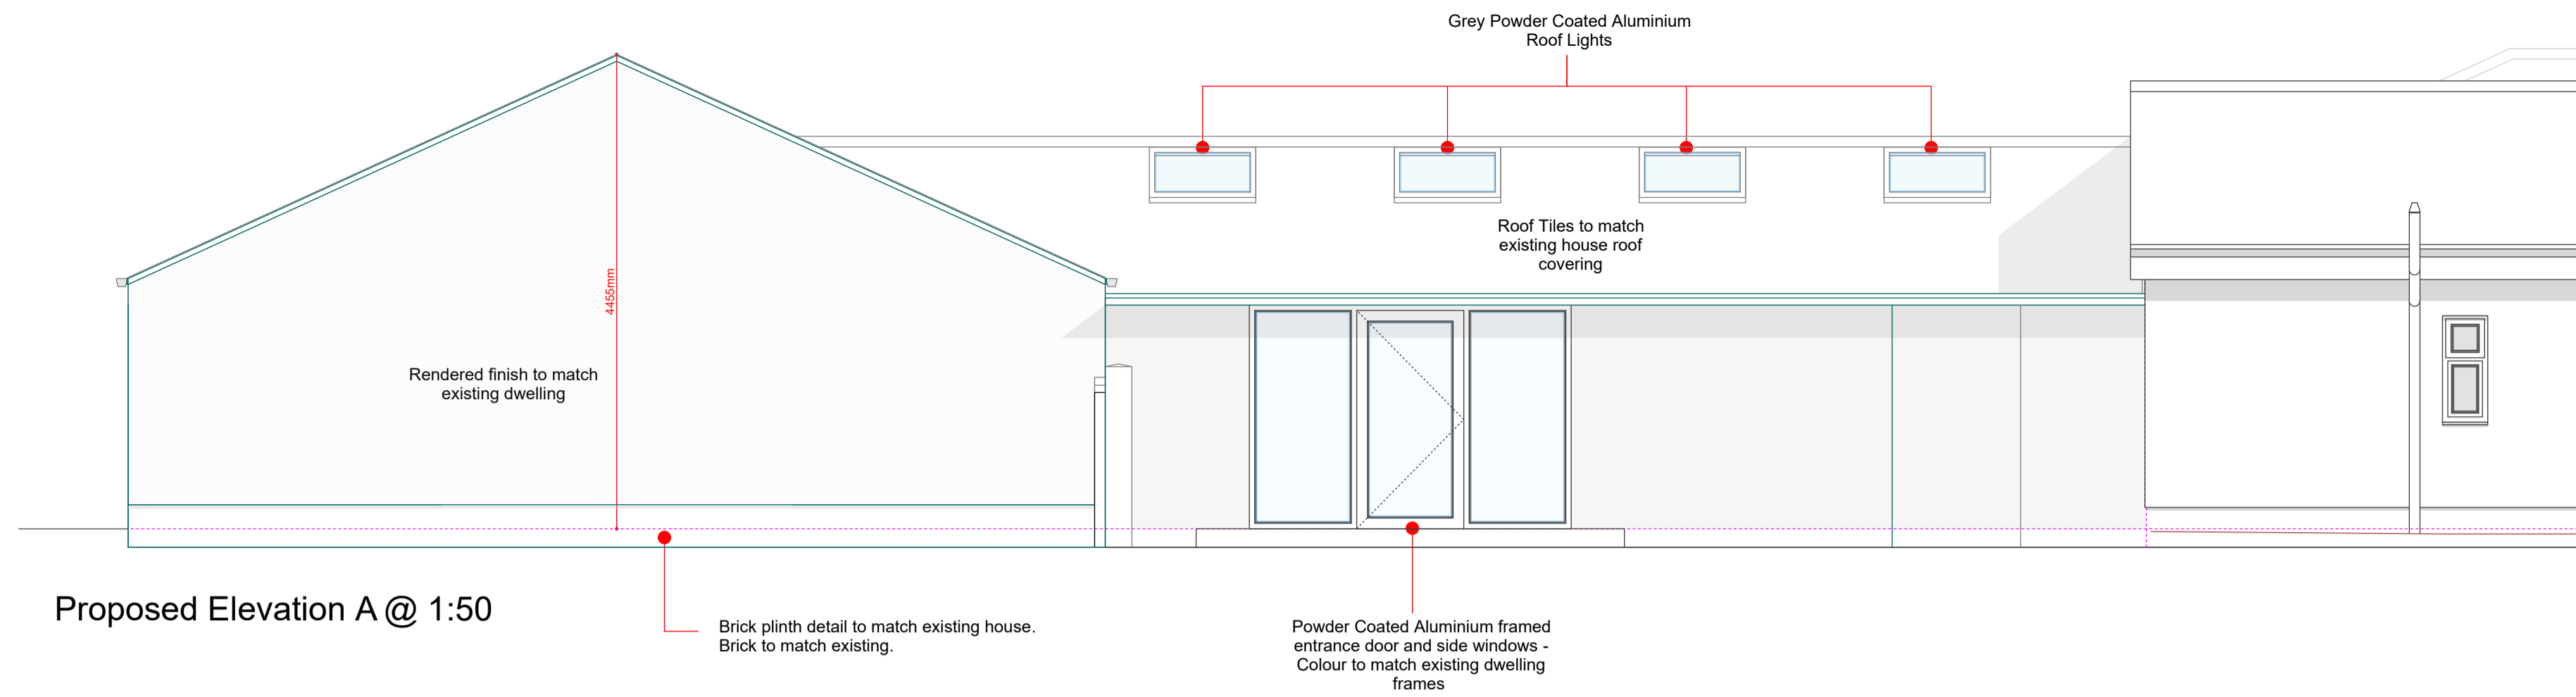 Grey Powder Coated Aluminium
Roof Lights
Roof Tiles to match
existing house roof
covering
4455mm
Rendered finish to match
existing dwelling
Proposed Elevation A @ 1:50
Brick plinth detail to match existing house.
Brick to match existing.
Powder Coated Aluminium framed
entrance door and side windows -
Colour to match existing dwelling
frames